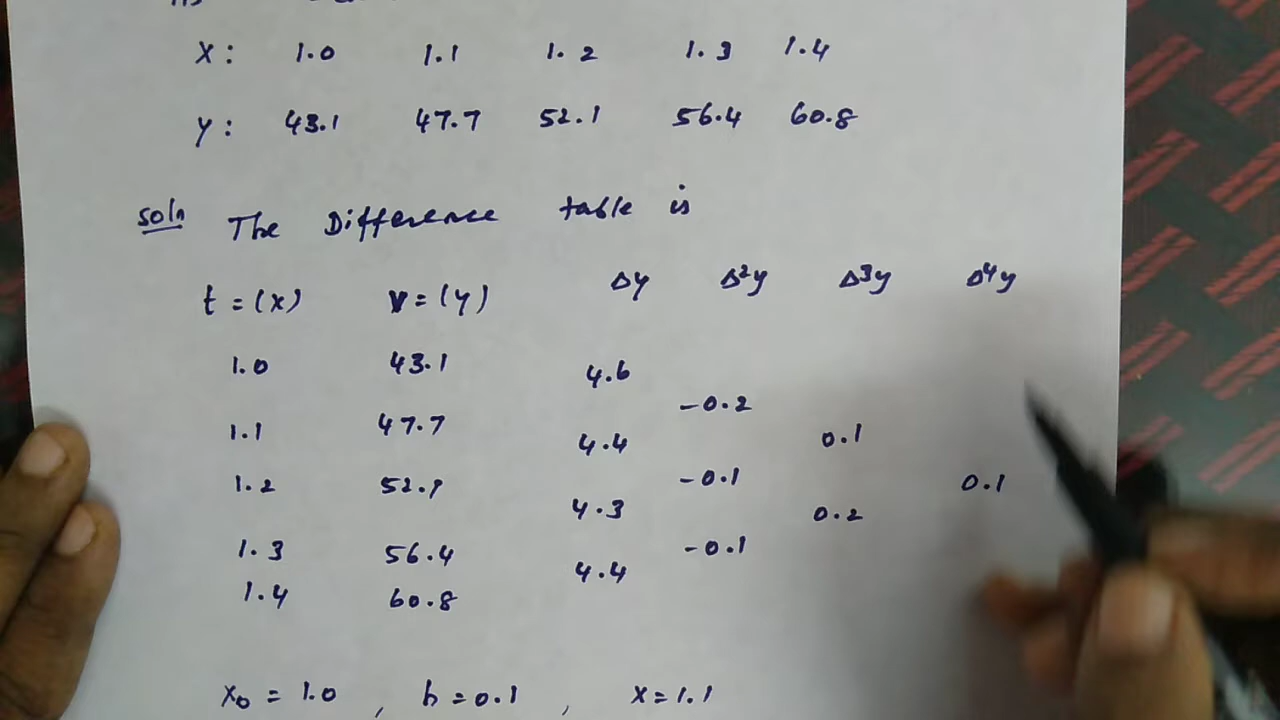 X : 1.0 1.1 1.2 1.3 1.4
y : 43.1 47.7 52.1 56.4 60.8
Soln The Difference table is
t = (x) v = (y) Δy Δ²y Δ³y Δ⁴y
1.0 43.1 4.6
-0.2
1.1 47.7 4.4 0.1
1.2 52.1 -0.1 0.1
4.3 0.2
1.3 56.4 -0.1
4.4
1.4 60.8
x₀ = 1.0 , h = 0.1 , x = 1.1